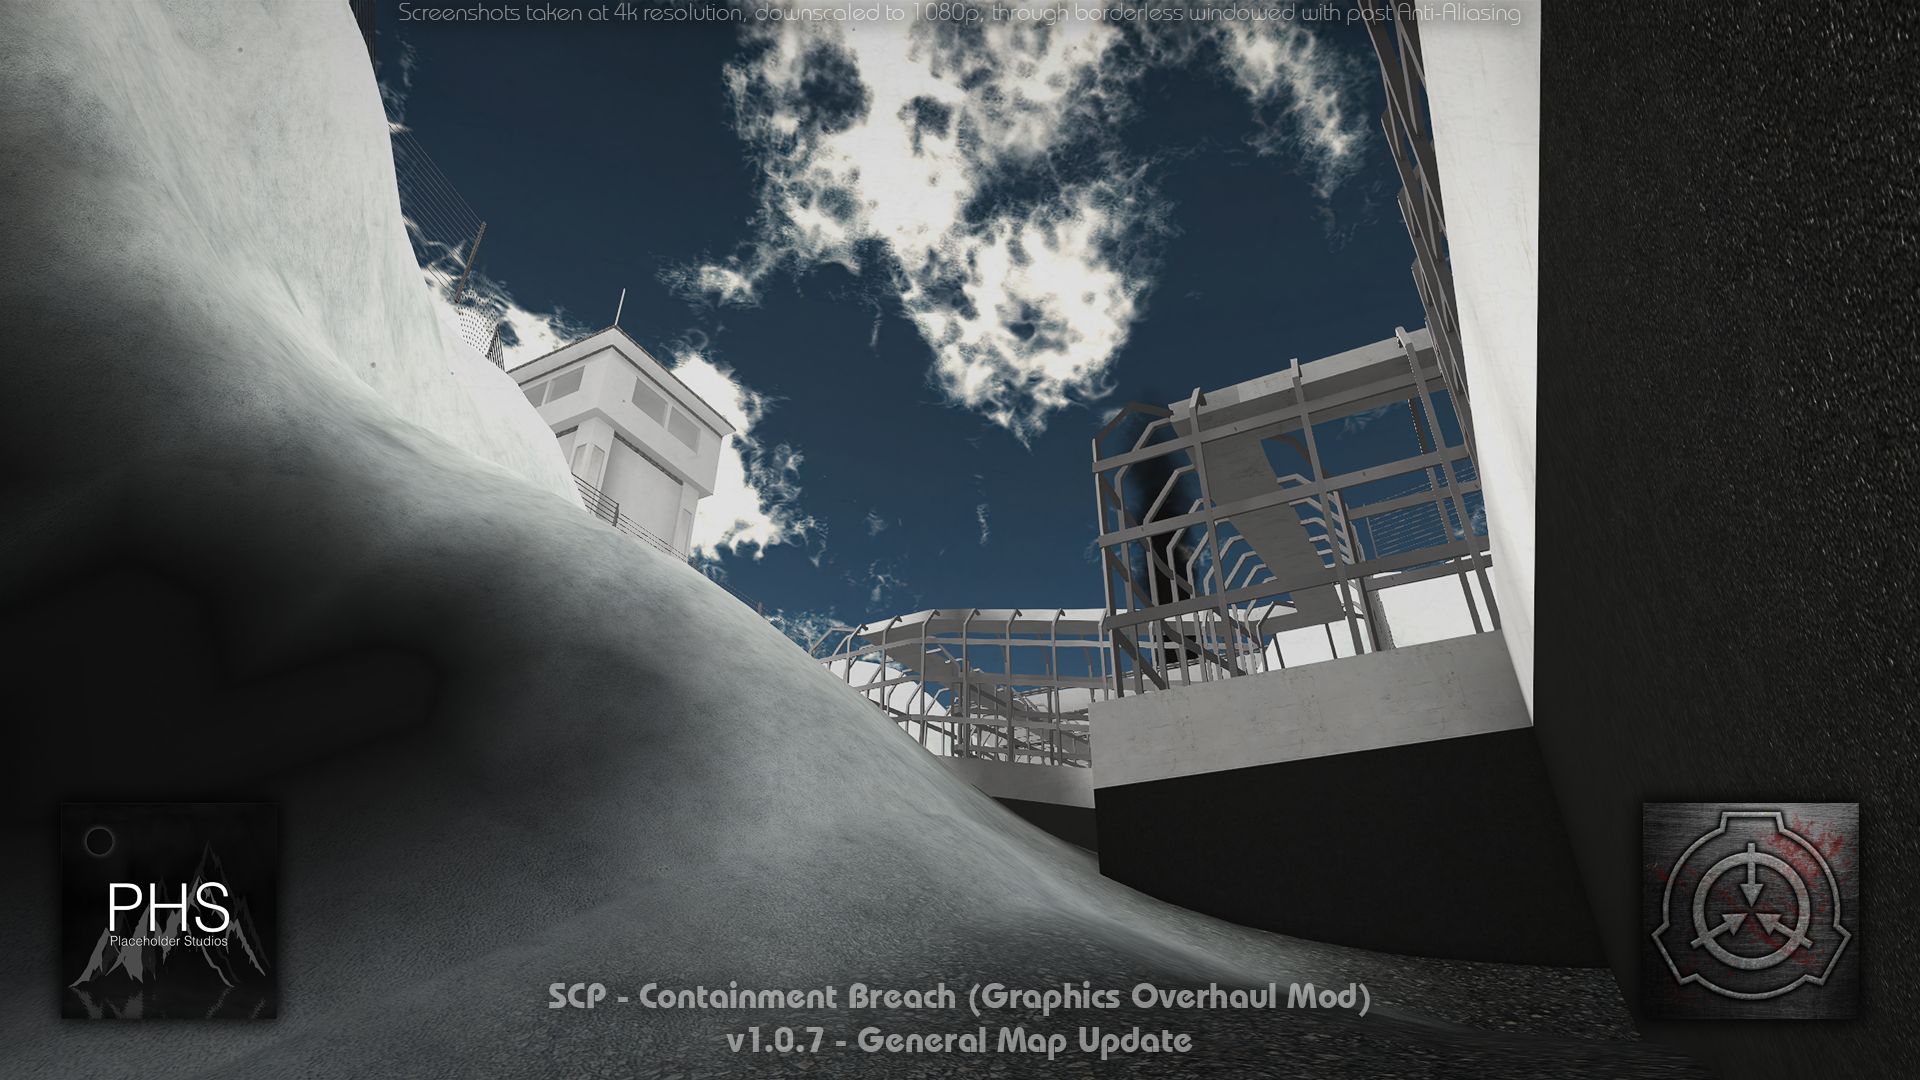 Screenshots taken at 4k resolution, downscaled to 1080p, through borderless windowed with post Anti-Aliasing
PHS
Placeholder Studios
SCP - Containment Breach (Graphics Overhaul Mod)
v1.0.7 - General Map Update